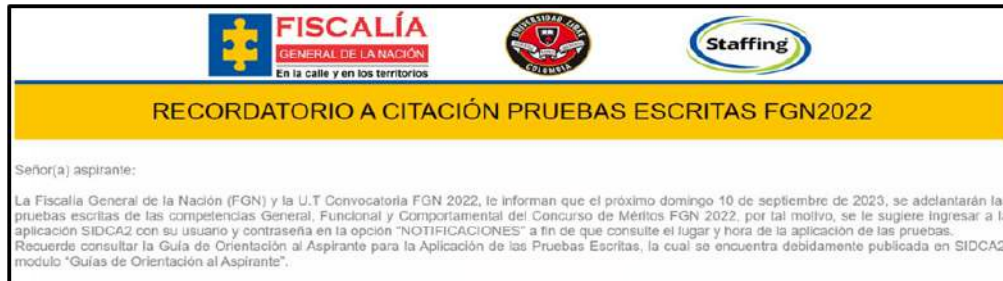 FISCALÍA
GENERAL DE LA NACIÓN
En la calle y en los territorios
UNIVERSIDAD LIBRE
COLOMBIA
Staffing
RECORDATORIO A CITACIÓN PRUEBAS ESCRITAS FGN2022
Señor(a) aspirante:
La Fiscalía General de la Nación (FGN) y la U.T Convocatoria FGN 2022, le informan que el próximo domingo 10 de septiembre de 2023, se adelantarán la
pruebas escritas de las competencias General, Funcional y Comportamental del Concurso de Méritos FGN 2022, por tal motivo, se le sugiere ingresar a l
aplicación SIDCA2 con su usuario y contraseña en la opción "NOTIFICACIONES" a fin de que consulte el lugar y hora de la aplicación de las pruebas.
Recuerde consultar la Guía de Orientación al Aspirante para la Aplicación de las Pruebas Escritas, la cual se encuentra debidamente publicada en SIDCA2
modulo "Guías de Orientación al Aspirante".